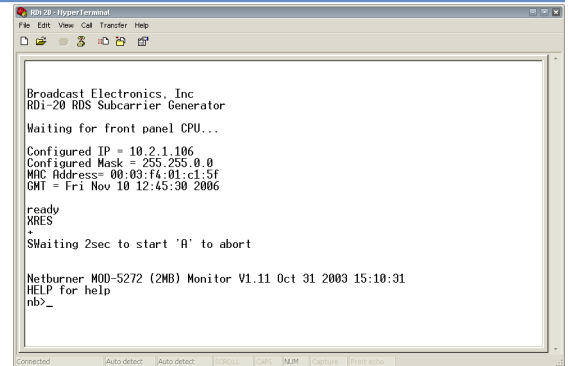 RDi 20 - HyperTerminal
File Edit View Call Transfer Help
Broadcast Electronics, Inc
RDi-20 RDS Subcarrier Generator
Waiting for front panel CPU...
Configured IP = 10.2.1.106
Configured Mask = 255.255.0.0
MAC Address= 00:03:f4:01:c1:5f
GMT = Fri Nov 10 12:45:30 2006
ready
XRES
+
SWaiting 2sec to start 'A' to abort
Netburner MOD-5272 (2MB) Monitor V1.11 Oct 31 2003 15:10:31
HELP for help
nb>_
Connected Auto detect Auto detect SCROLL CAPS NUM Capture Print echo